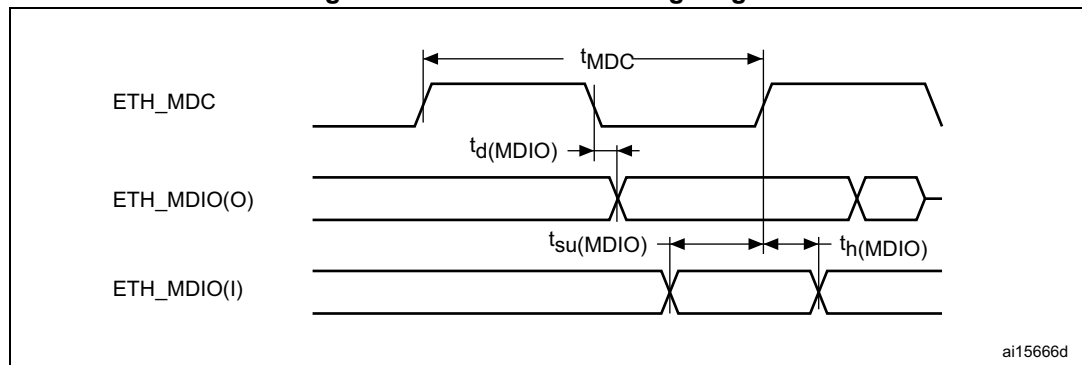 tMDC
ETH_MDC
td(MDIO)
ETH_MDIO(O)
tsu(MDIO)
th(MDIO)
ETH_MDIO(I)
ai15666d